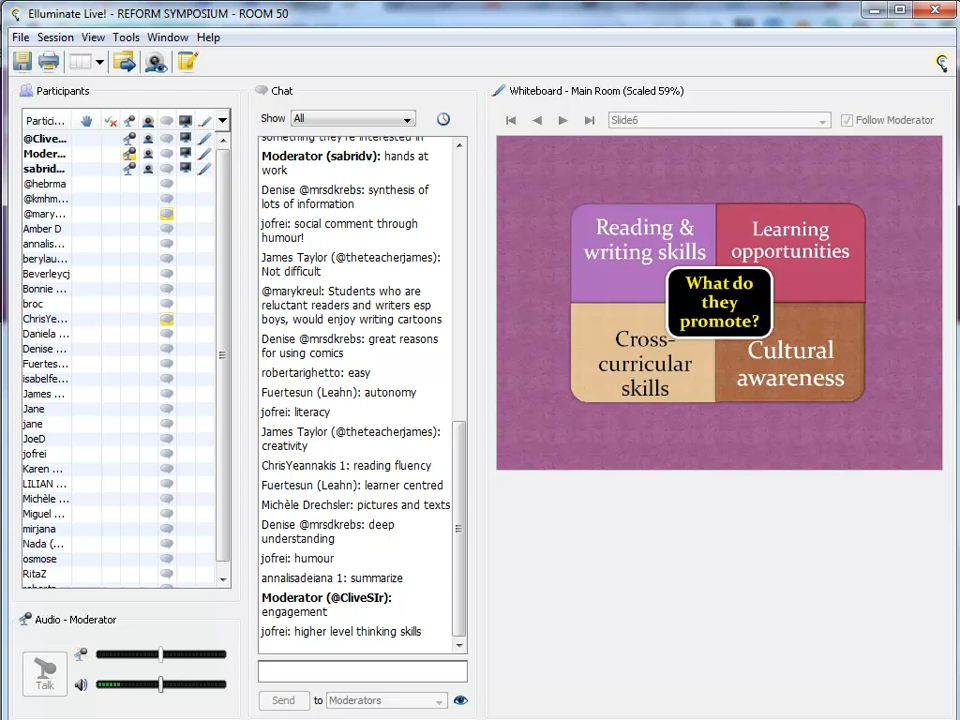 Elluminate Live! - REFORM SYMPOSIUM - ROOM 50
File Session View Tools Window Help
Participants
Partici...
@Clive...
Moder...
sabrid...
@hebrma
@kmhm...
@mary...
Amber D
annalis...
berylau...
Beverleycj
Bonnie ...
broc
ChrisYe...
Daniela ...
Denise ...
Fuertes...
isabelfe...
James ...
Jane
jane
JoeD
jofrei
Karen ...
LILIAN ...
Michèle ...
Miguel ...
mirjana
Nada (...
osmose
RitaZ
Audio - Moderator
Talk
Chat
Show All
something they're interested in
Moderator (sabridv): hands at
work
Denise @mrsdkrebs: synthesis of
lots of information
jofrei: social comment through
humour!
James Taylor (@theteacherjames):
Not difficult
@marykreul: Students who are
reluctant readers and writers esp
boys, would enjoy writing cartoons
Denise @mrsdkrebs: great reasons
for using comics
robertarighetto: easy
Fuertesun (Leahn): autonomy
jofrei: literacy
James Taylor (@theteacherjames):
creativity
ChrisYeannakis 1: reading fluency
Fuertesun (Leahn): learner centred
Michèle Drechsler: pictures and texts
Denise @mrsdkrebs: deep
understanding
jofrei: humour
annalisadeiana 1: summarize
Moderator (@CliveSIr):
engagement
jofrei: higher level thinking skills
Send to Moderators
Whiteboard - Main Room (Scaled 59%)
Slide6
Follow Moderator
Reading &
writing skills
Learning
opportunities
What do
they
promote?
Cross-
curricular
skills
Cultural
awareness